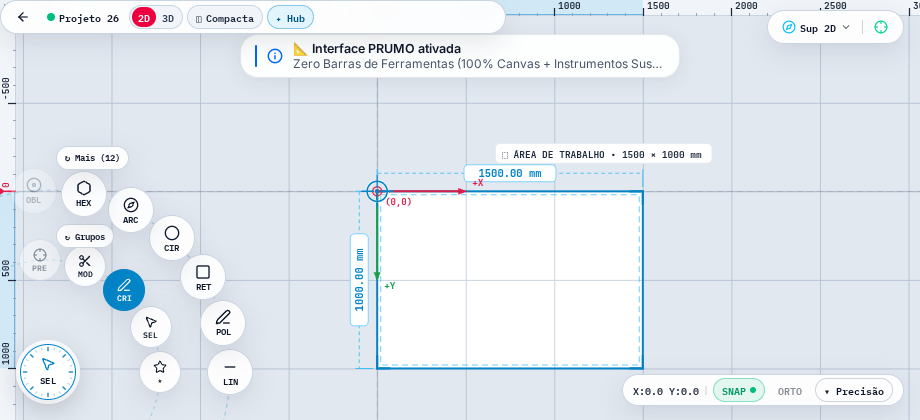 Projeto 26
2D
3D
Compacta
Hub
1000
1500
2000
2500
Sup 2D
📐 Interface PRUMO ativada
Zero Barras de Ferramentas (100% Canvas + Instrumentos Sus…
-500
0
500
1000
ÁREA DE TRABALHO • 1500 × 1000 mm
1500.00 mm
+X
(0,0)
1000.00 mm
+Y
↻ Mais (12)
OBL
HEX
ARC
CIR
↻ Grupos
PRE
MOD
RET
CRI
SEL
POL
★
LIN
SEL
X:0.0 Y:0.0
SNAP
ORTO
▾ Precisão